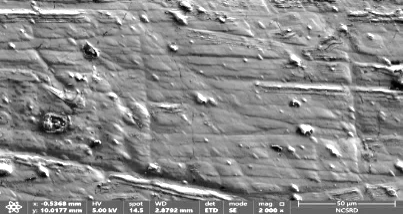 x: -0.5368 mm HV spot WD det mode mag □ 50 µm
y: 10.0177 mm 5.00 kV 14.5 2.8792 mm ETD SE 2 000 x NCSRD